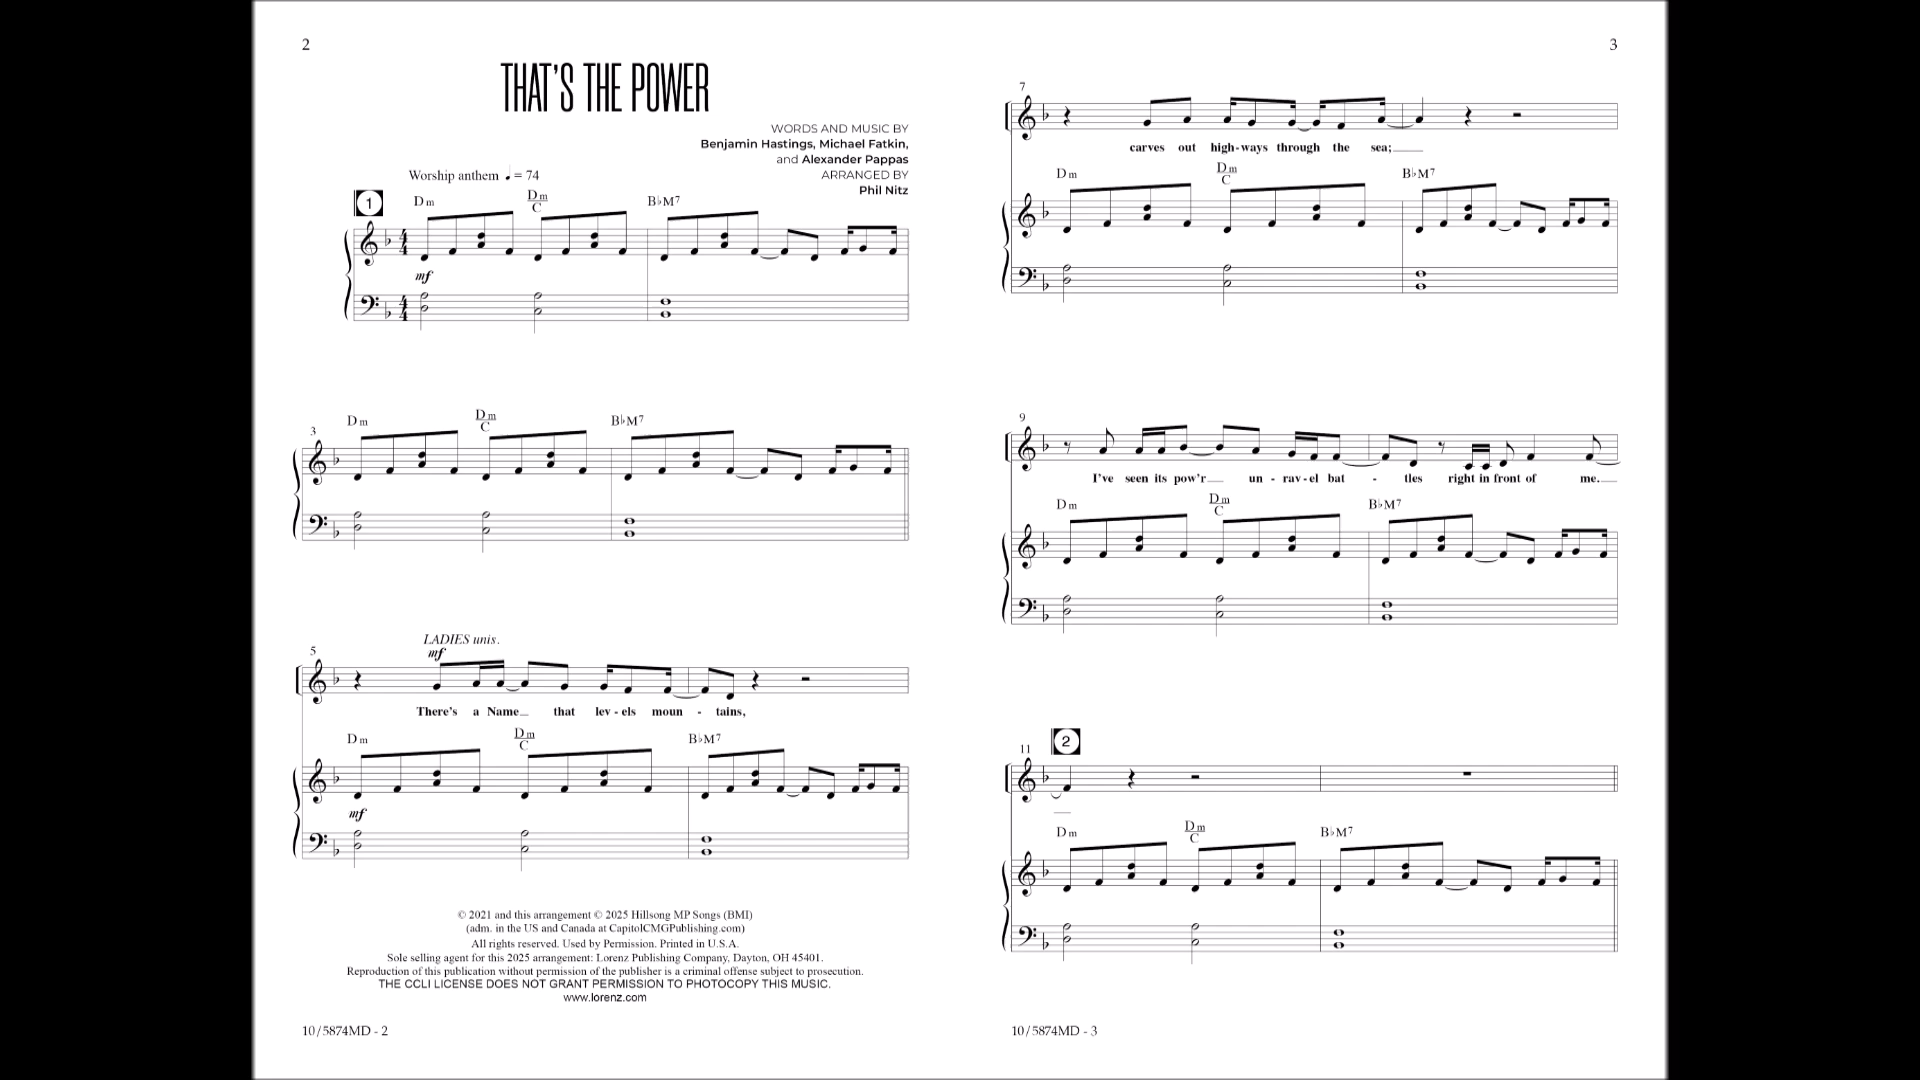 2
THAT'S THE POWER
WORDS AND MUSIC BY
Benjamin Hastings, Michael Fatkin,
and Alexander Pappas
ARRANGED BY
Phil Nitz
Worship anthem ♩ = 74
1
Dm Dm/C B♭M7
mf
3
Dm Dm/C B♭M7
5
LADIES unis.
mf
There's a Name_ that lev - els moun - tains,
Dm Dm/C B♭M7
mf
© 2021 and this arrangement © 2025 Hillsong MP Songs (BMI)
(adm. in the US and Canada at CapitolCMGPublishing.com)
All rights reserved. Used by Permission. Printed in U.S.A.
Sole selling agent for this 2025 arrangement: Lorenz Publishing Company, Dayton, OH 45401.
Reproduction of this publication without permission of the publisher is a criminal offense subject to prosecution.
THE CCLI LICENSE DOES NOT GRANT PERMISSION TO PHOTOCOPY THIS MUSIC.
www.lorenz.com
10/5874MD - 2
3
7
carves out high - ways through the sea;_
Dm Dm/C B♭M7
9
I've seen its pow'r_ un - rav - el bat - tles right in front of me._
Dm Dm/C B♭M7
11
2
Dm Dm/C B♭M7
10/5874MD - 3